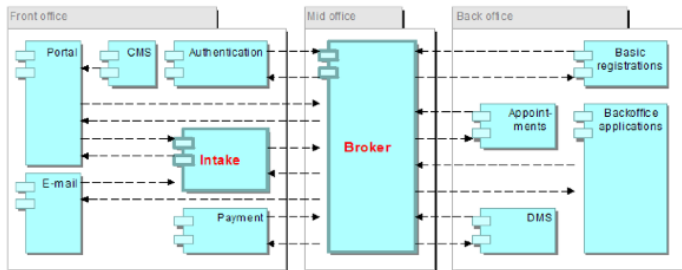 Front office
Mid office
Back office
Portal
CMS
Authentication
Basic
registrations
Appoint-
ments
Backoffice
applications
Intake
Broker
E-mail
Payment
DMS